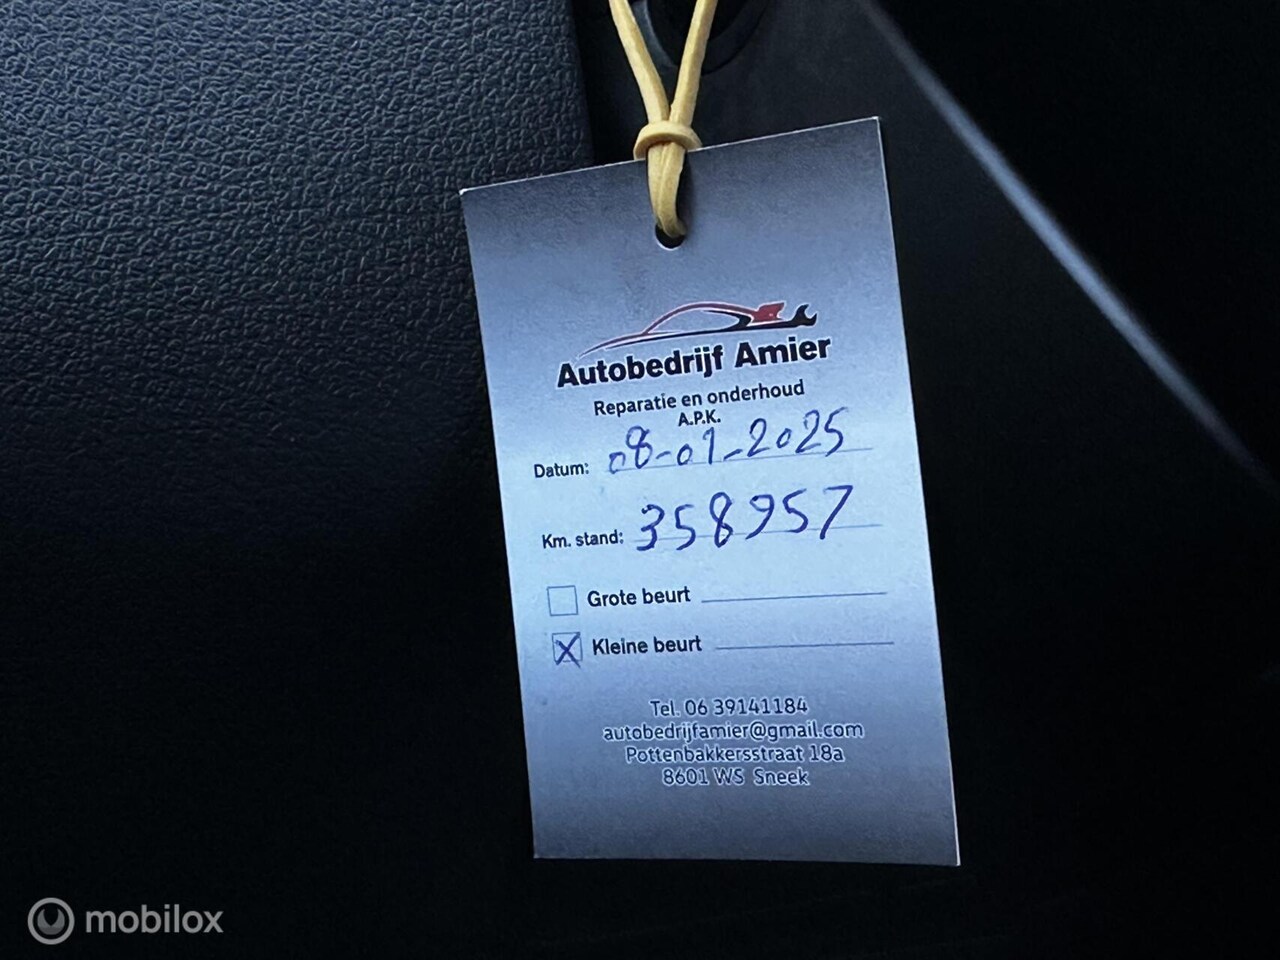 Autobedrijf Amier
Reparatie en onderhoud
A.P.K.
Datum: 08-01-2025
Km. stand: 358957
Grote beurt
X Kleine beurt
Tel. 06 39141184
autobedrijfamier@gmail.com
Pottenbakkersstraat 18a
8601 WS Sneek
mobilox